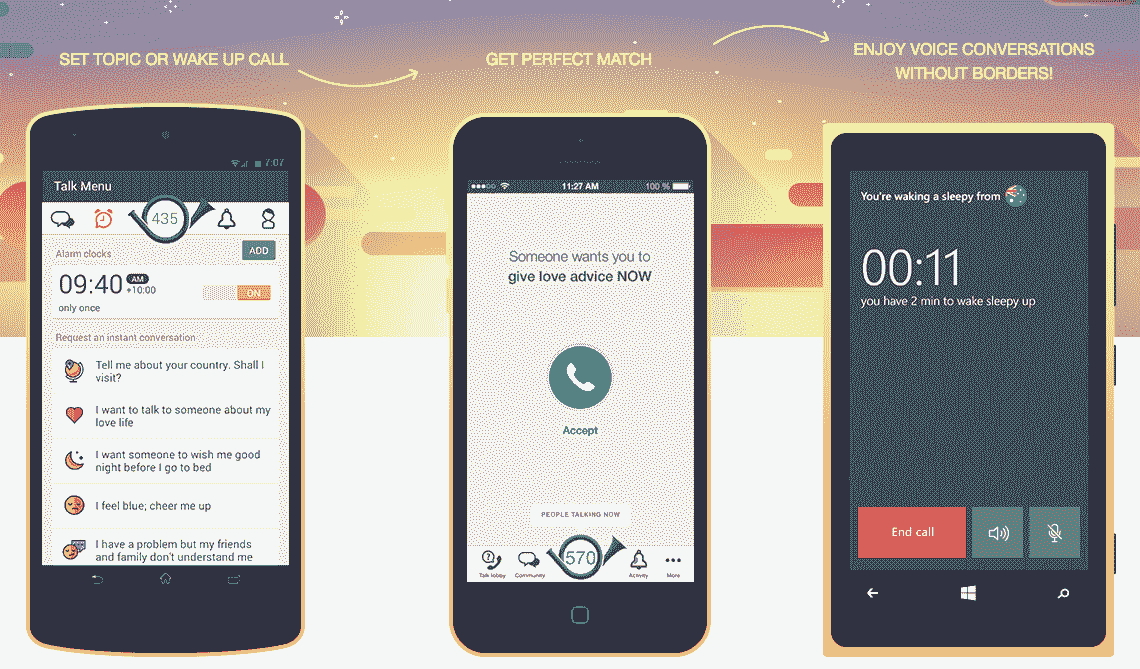 SET TOPIC OR WAKE UP CALL
GET PERFECT MATCH
ENJOY VOICE CONVERSATIONS
WITHOUT BORDERS!
7:07
Talk Menu
435
Alarm clocks
ADD
09:40 AM
+10:00
ON
only once
Request an instant conversation
Tell me about your country. Shall I
visit?
I want to talk to someone about my
love life
I want someone to wish me good
night before I go to bed
I feel blue; cheer me up
I have a problem but my friends
and family don't understand me
11:27 AM
100 %
Someone wants you to
give love advice NOW
Accept
PEOPLE TALKING NOW
570
Talk lobby
Community
Activity
More
You're waking a sleepy from
00:11
you have 2 min to wake sleepy up
End call